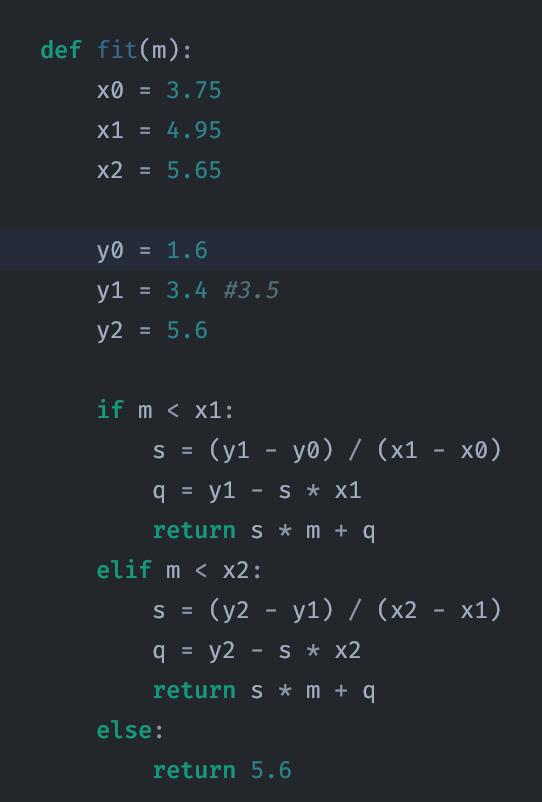 def fit(m):
    x0 = 3.75
    x1 = 4.95
    x2 = 5.65

    y0 = 1.6
    y1 = 3.4 #3.5
    y2 = 5.6

    if m < x1:
        s = (y1 - y0) / (x1 - x0)
        q = y1 - s * x1
        return s * m + q
    elif m < x2:
        s = (y2 - y1) / (x2 - x1)
        q = y2 - s * x2
        return s * m + q
    else:
        return 5.6